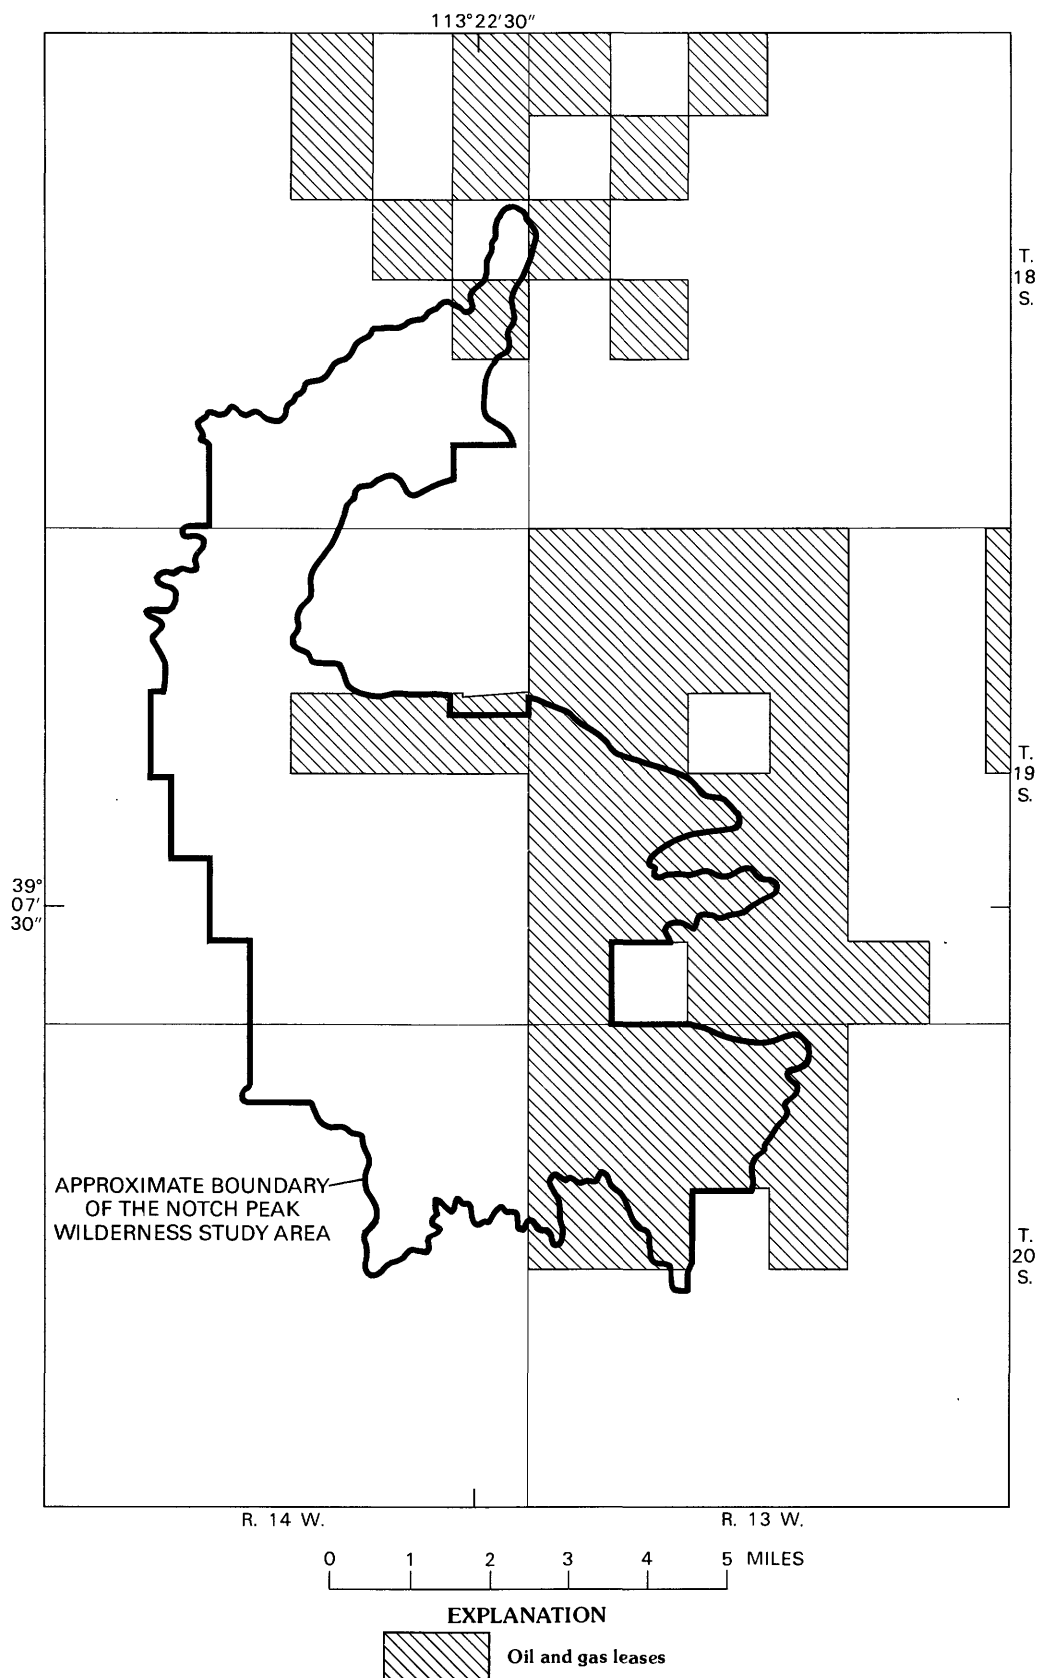 113°22'30"
T.
18
S.
T.
19
S.
39°
07'
30"
APPROXIMATE BOUNDARY
OF THE NOTCH PEAK
WILDERNESS STUDY AREA
T.
20
S.
R. 14 W. R. 13 W.
0 1 2 3 4 5 MILES
EXPLANATION
Oil and gas leases